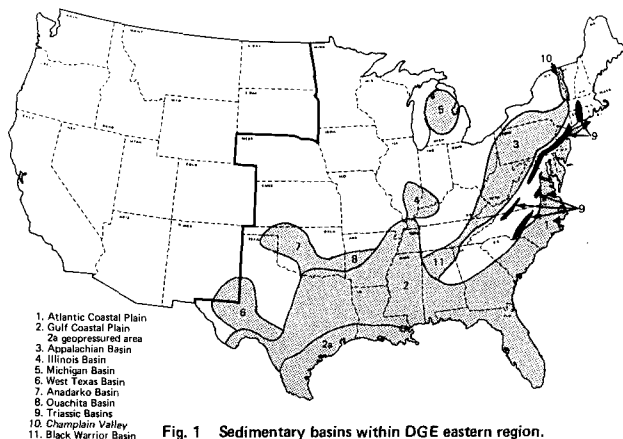 10
5
9
3
4
9
7
8
2
11
6
2a
1. Atlantic Coastal Plain
2. Gulf Coastal Plain
2a geopressured area
3. Appalachian Basin
4. Illinois Basin
5. Michigan Basin
6. West Texas Basin
7. Anadarko Basin
8. Ouachita Basin
9. Triassic Basins
10. Champlain Valley
11. Black Warrior Basin
Fig. 1 Sedimentary basins within DGE eastern region.